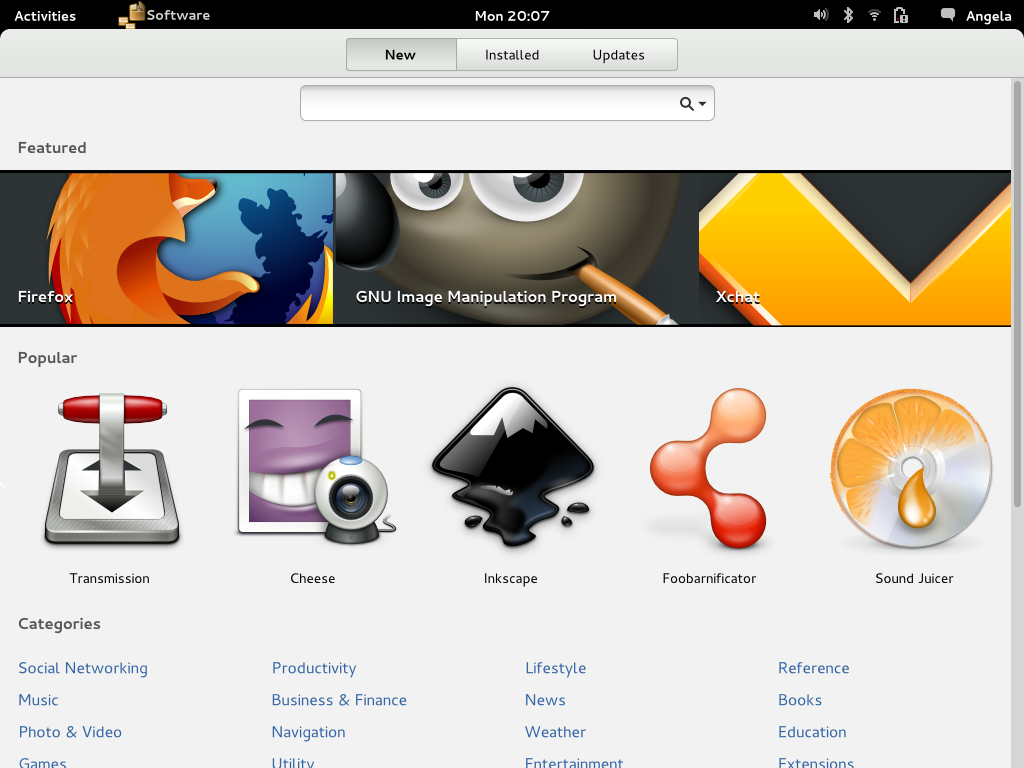 Activities Software Mon 20:07 Angela
New Installed Updates
Featured
Firefox GNU Image Manipulation Program Xchat
Popular
Transmission Cheese Inkscape Foobarnificator Sound Juicer
Categories
Social Networking Productivity Lifestyle Reference
Music Business & Finance News Books
Photo & Video Navigation Weather Education
Games Utility Entertainment Extensions